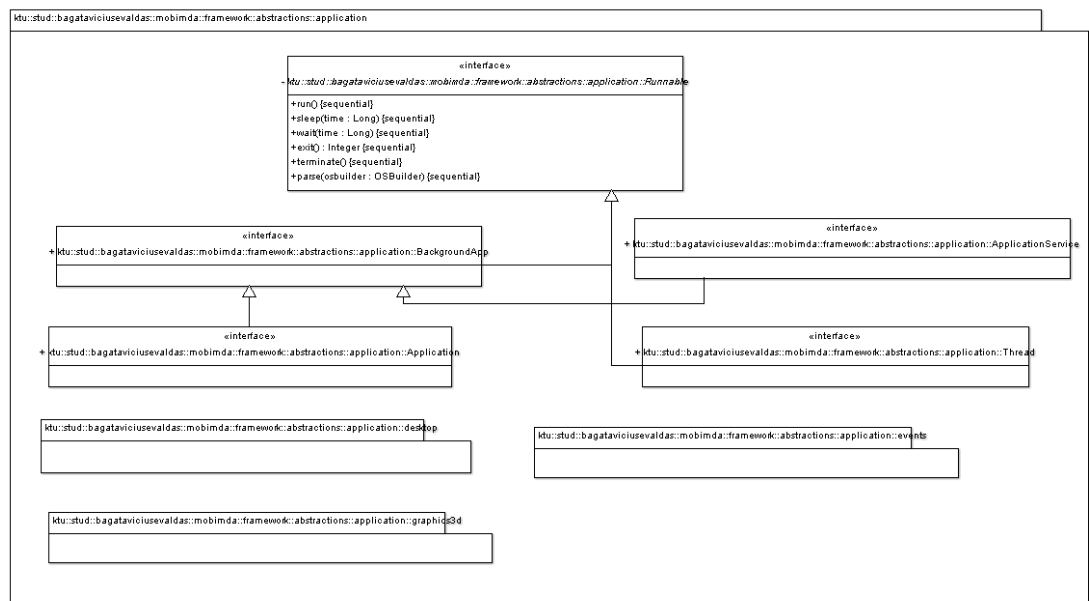 ktu::stud::bagataviciusevaldas::mobimda::framework::abstractions::application
«interface»
- ktu::stud::bagataviciusevaldas::mobimda::framework::abstractions::application::Runnable
+run() {sequential}
+sleep(time : Long) {sequential}
+wait(time : Long) {sequential}
+exit() : Integer {sequential}
+terminate() {sequential}
+parse(osbuilder : OSBuilder) {sequential}
«interface»
+ ktu::stud::bagataviciusevaldas::mobimda::framework::abstractions::application::BackgroundApp
«interface»
+ ktu::stud::bagataviciusevaldas::mobimda::framework::abstractions::application::ApplicationService
«interface»
+ ktu::stud::bagataviciusevaldas::mobimda::framework::abstractions::application::Application
«interface»
+ ktu::stud::bagataviciusevaldas::mobimda::framework::abstractions::application::Thread
ktu::stud::bagataviciusevaldas::mobimda::framework::abstractions::application::desktop
ktu::stud::bagataviciusevaldas::mobimda::framework::abstractions::application::events
ktu::stud::bagataviciusevaldas::mobimda::framework::abstractions::application::graphics3d